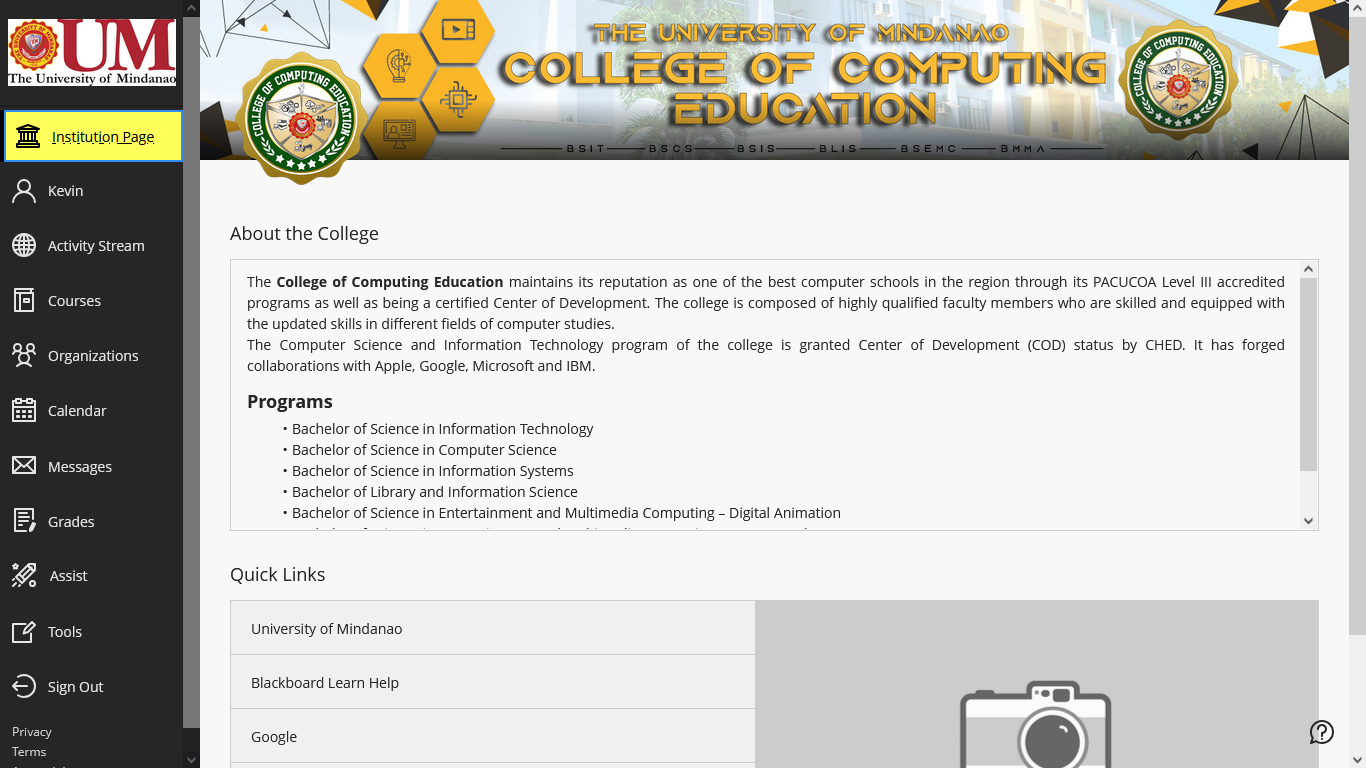 UM
The University of Mindanao
Institution Page
Kevin
Activity Stream
Courses
Organizations
Calendar
Messages
Grades
Assist
Tools
Sign Out
Privacy
Terms
THE UNIVERSITY OF MINDANAO
COLLEGE OF COMPUTING
EDUCATION
BSIT BSCS BSIS BLIS BSEMC BMMA
COLLEGE OF COMPUTING EDUCATION
COLLEGE OF COMPUTING EDUCATION
About the College
The College of Computing Education maintains its reputation as one of the best computer schools in the region through its PACUCOA Level III accredited
programs as well as being a certified Center of Development. The college is composed of highly qualified faculty members who are skilled and equipped with
the updated skills in different fields of computer studies.
The Computer Science and Information Technology program of the college is granted Center of Development (COD) status by CHED. It has forged
collaborations with Apple, Google, Microsoft and IBM.
Programs
• Bachelor of Science in Information Technology
• Bachelor of Science in Computer Science
• Bachelor of Science in Information Systems
• Bachelor of Library and Information Science
• Bachelor of Science in Entertainment and Multimedia Computing – Digital Animation
Quick Links
University of Mindanao
Blackboard Learn Help
Google